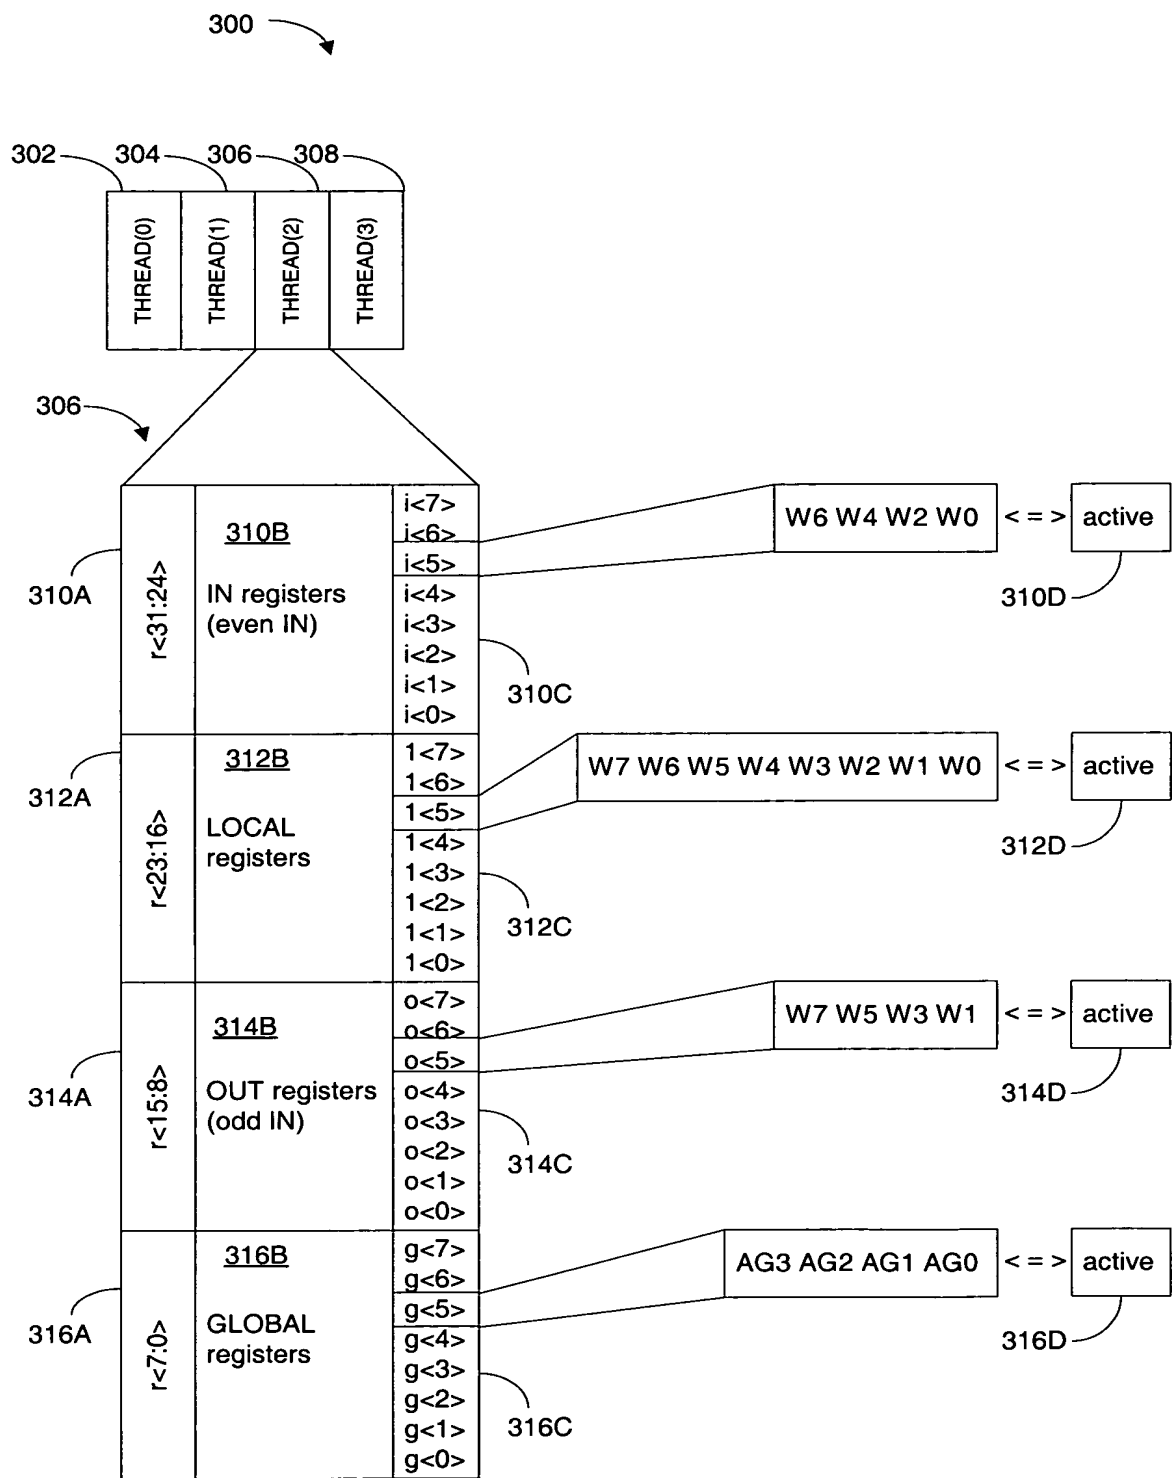 300
302 304 306 308
THREAD(0) THREAD(1) THREAD(2) THREAD(3)
306
310A
r<31:24>
310B
IN registers
(even IN)
i<7>
i<6>
i<5>
i<4>
i<3>
i<2>
i<1>
i<0>
310C
W6 W4 W2 W0 < = > active
310D
312A
r<23:16>
312B
LOCAL
registers
1<7>
1<6>
1<5>
1<4>
1<3>
1<2>
1<1>
1<0>
312C
W7 W6 W5 W4 W3 W2 W1 W0 < = > active
312D
314A
r<15:8>
314B
OUT registers
(odd IN)
o<7>
o<6>
o<5>
o<4>
o<3>
o<2>
o<1>
o<0>
314C
W7 W5 W3 W1 < = > active
314D
316A
r<7:0>
316B
GLOBAL
registers
g<7>
g<6>
g<5>
g<4>
g<3>
g<2>
g<1>
g<0>
316C
AG3 AG2 AG1 AG0 < = > active
316D